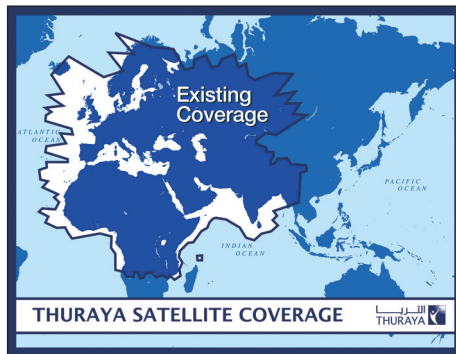 Existing
Coverage
ATLANTIC
OCEAN
PACIFIC
OCEAN
INDIAN
OCEAN
THURAYA SATELLITE COVERAGE
الثريا
THURAYA